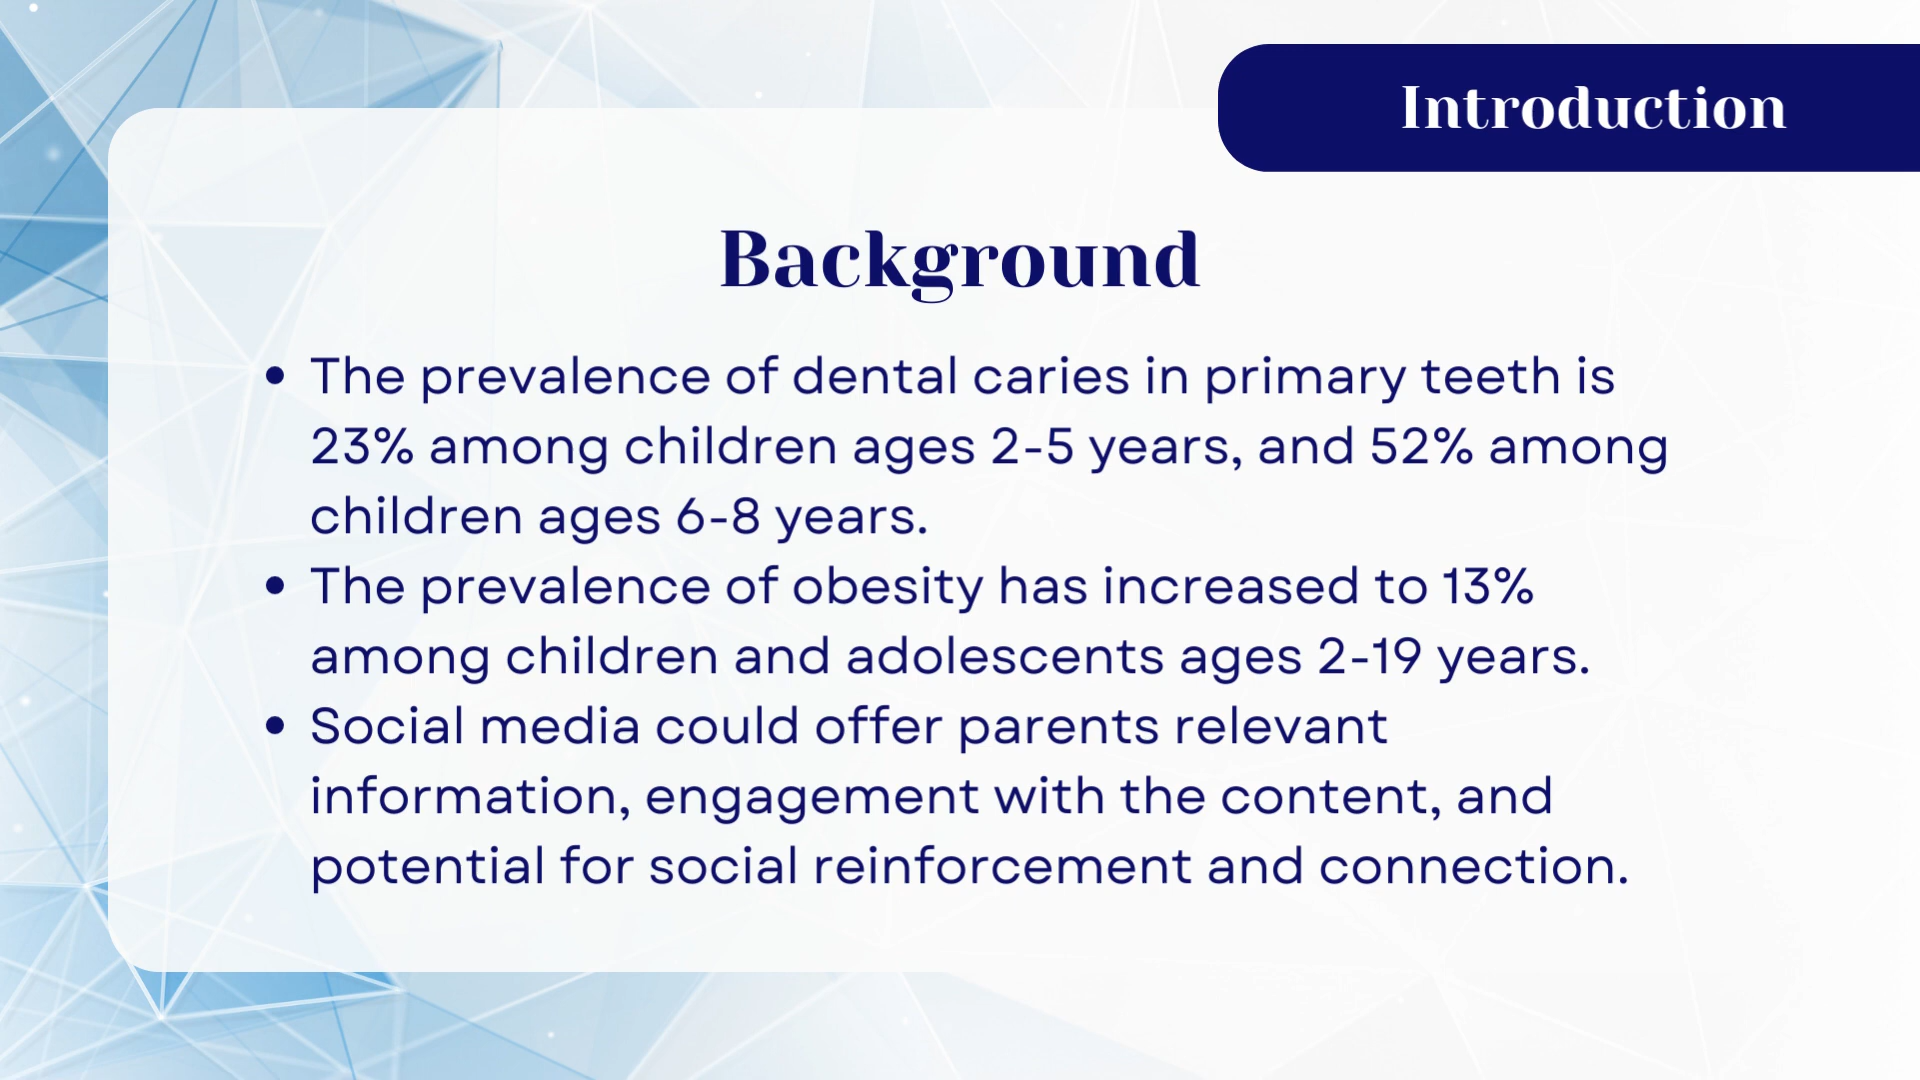 Introduction
Background
• The prevalence of dental caries in primary teeth is
23% among children ages 2-5 years, and 52% among
children ages 6-8 years.
• The prevalence of obesity has increased to 13%
among children and adolescents ages 2-19 years.
• Social media could offer parents relevant
information, engagement with the content, and
potential for social reinforcement and connection.